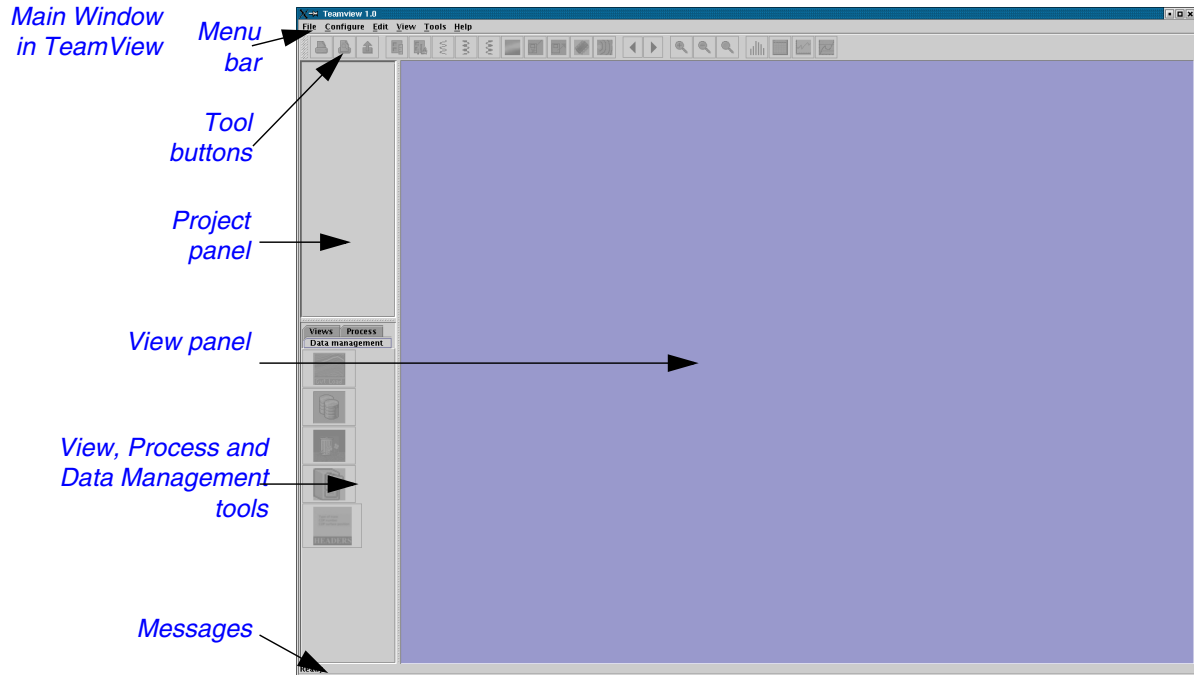 Main Window
in TeamView
Menu
bar
Tool
buttons
Project
panel
View panel
View, Process and
Data Management
tools
Messages
Teamview 1.0
File Configure Edit View Tools Help
Views Process
Data management
HEADERS